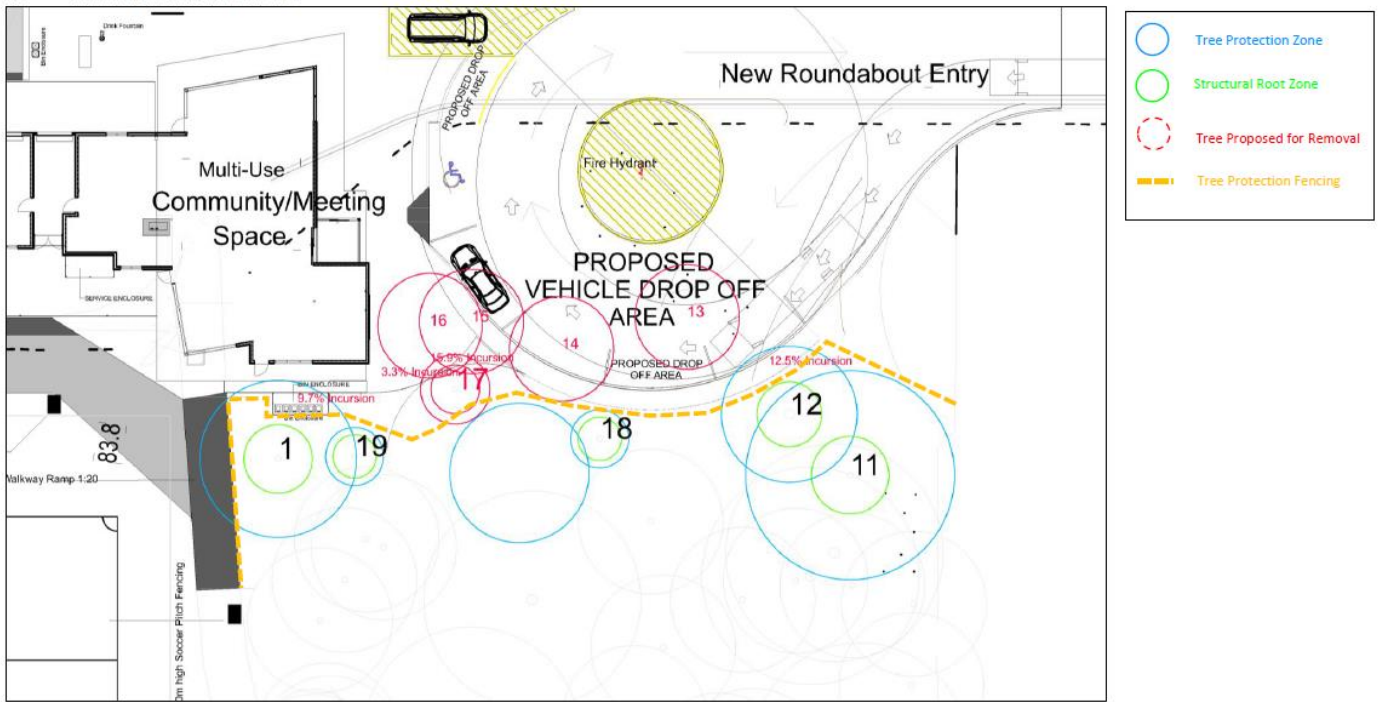 Drink Fountain
Bin Enclosure
PROPOSED DROP
OFF AREA
New Roundabout Entry
Tree Protection Zone
Structural Root Zone
Tree Proposed for Removal
Tree Protection Fencing
Fire Hydrant
Multi-Use
Community/Meeting
Space
PROPOSED
VEHICLE DROP OFF
AREA
SERVICE ENCLOSURE
16
15
14
13
15.9% Incursion
3.3% Incursion
17
PROPOSED DROP
OFF AREA
12.5% Incursion
BIN ENCLOSURE
9.7% Incursion
1
19
18
12
11
83.8
Walkway Ramp 1:20
0m high Soccer Pitch Fencing